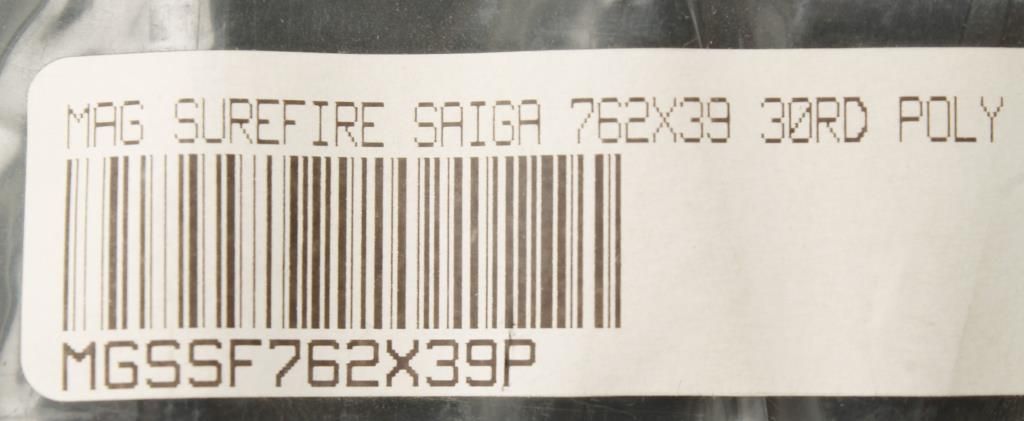 MAG SUREFIRE SAIGA 762X39 30RD POLY
MGSSF762X39P